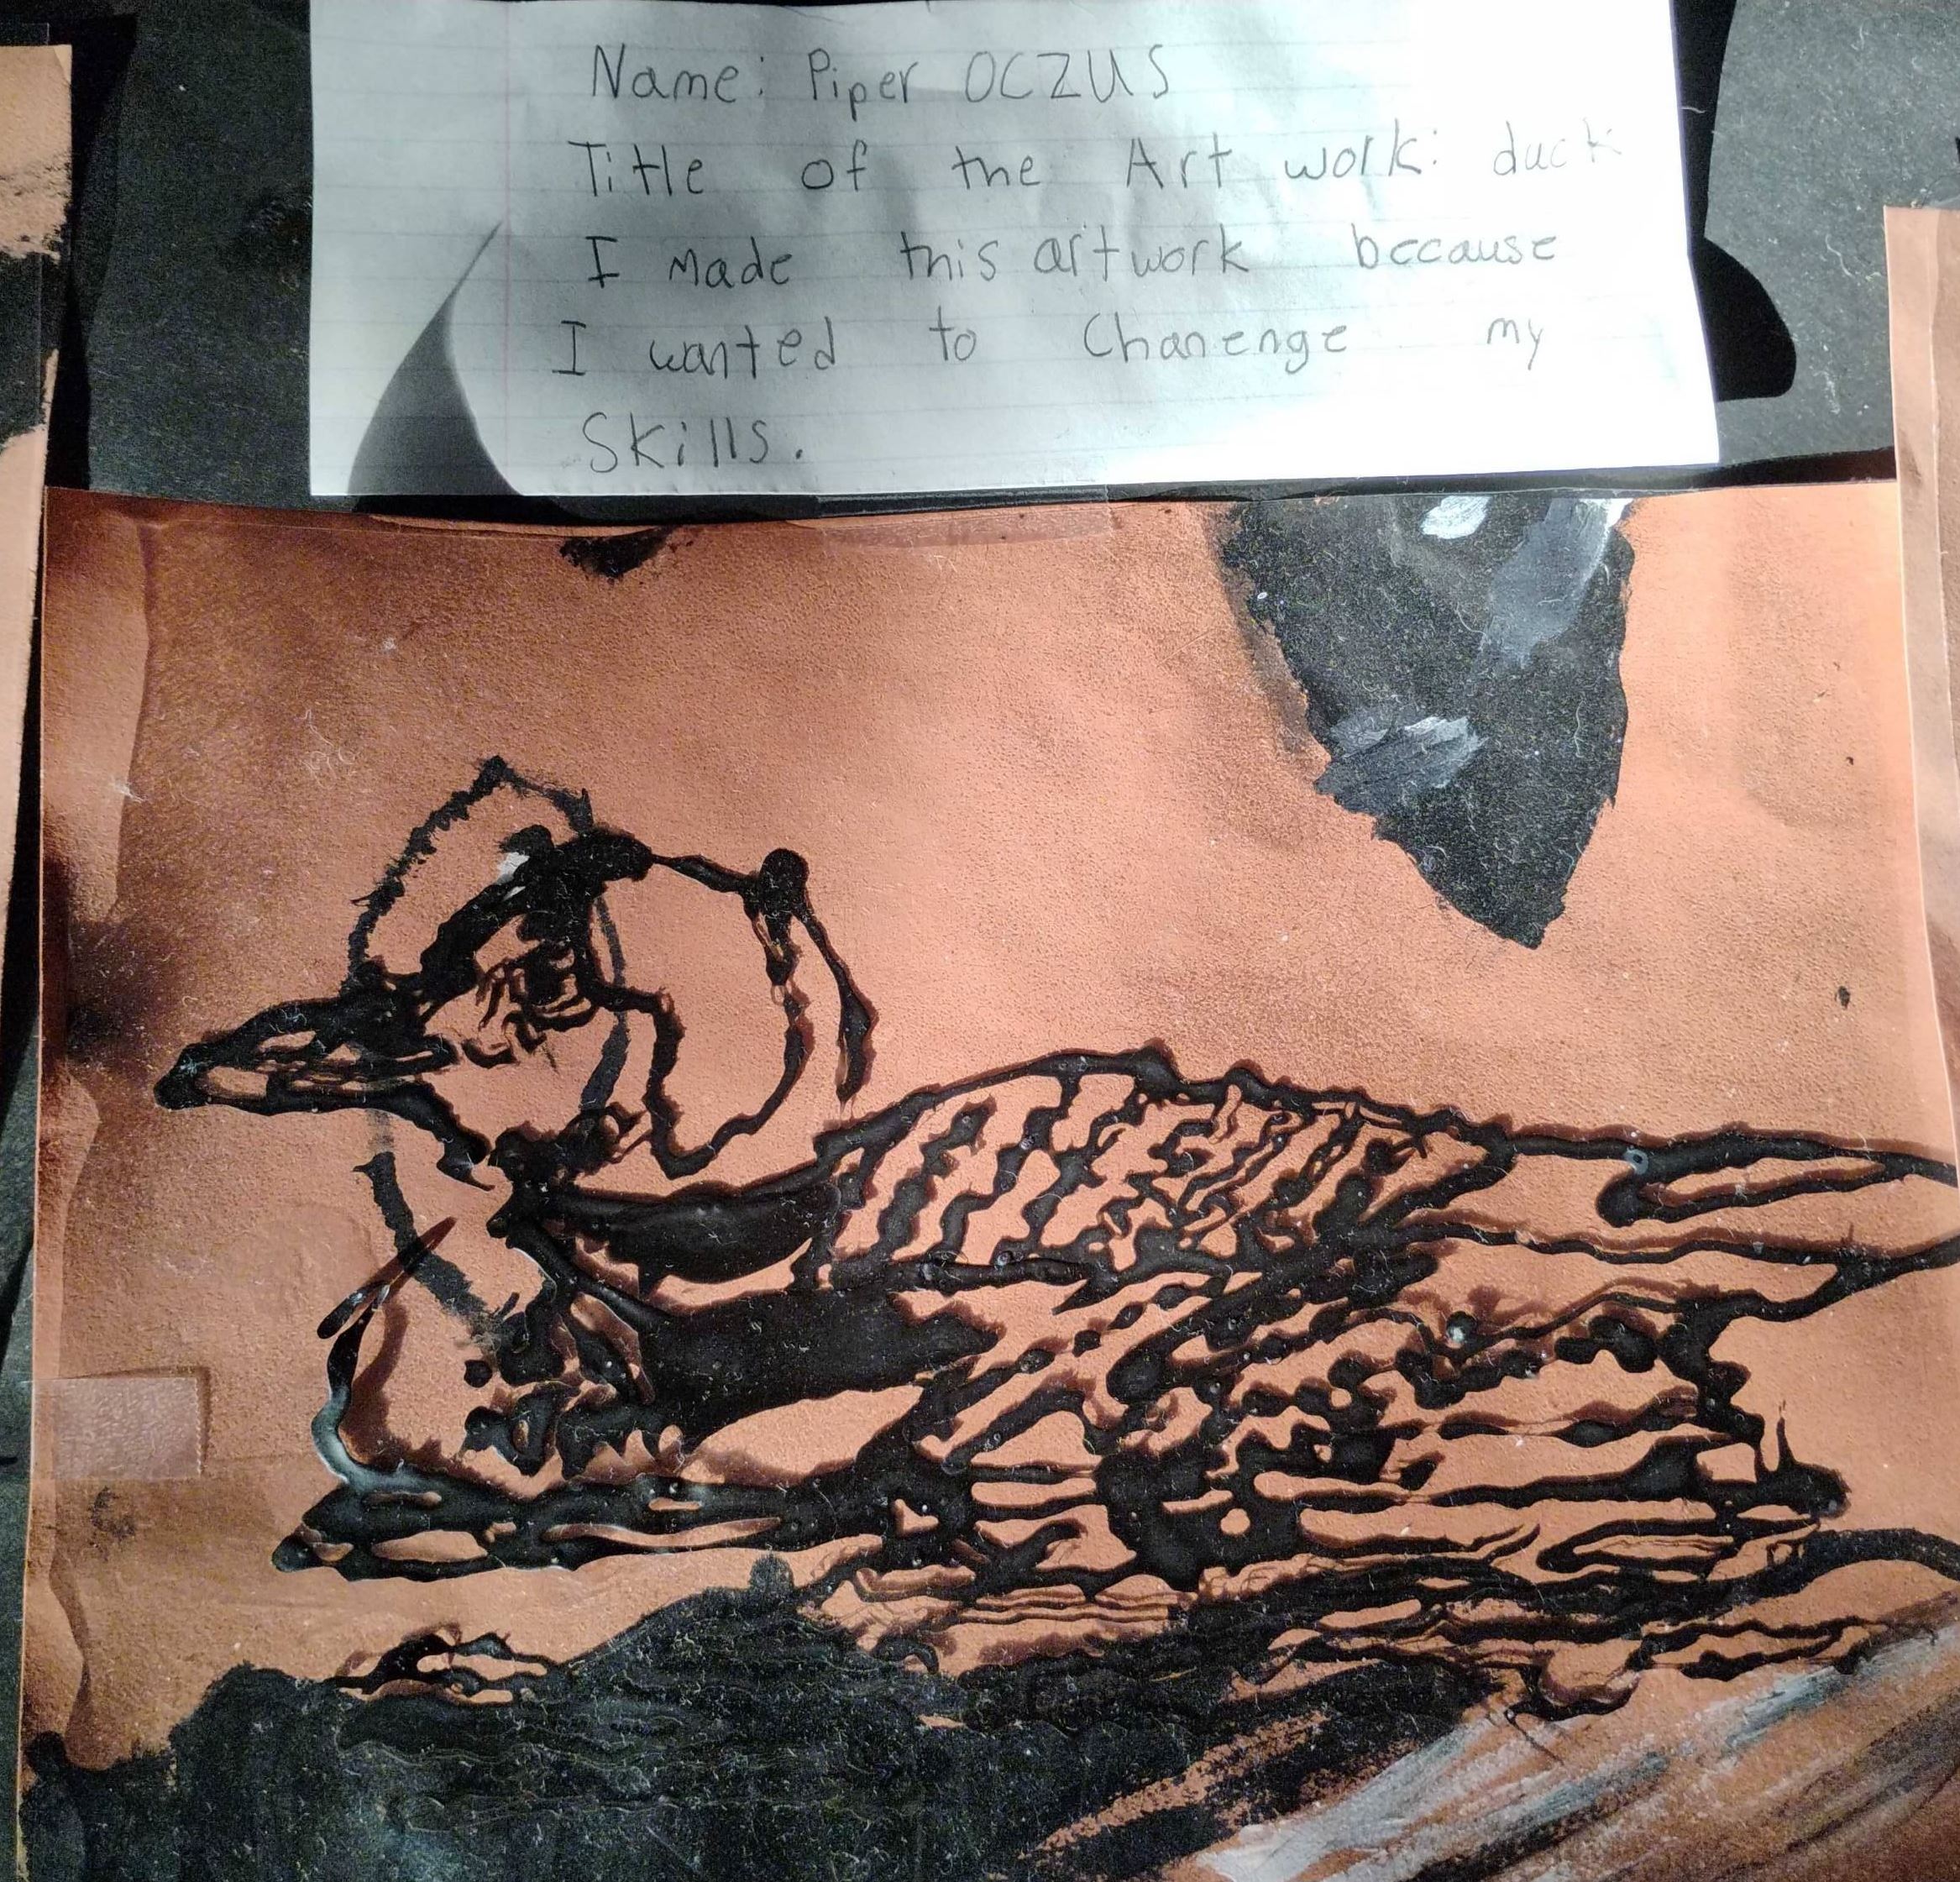 Name: Piper OCZUS
Title of the Art work: duck
I made this artwork because
I wanted to Chanenge my
Skills.